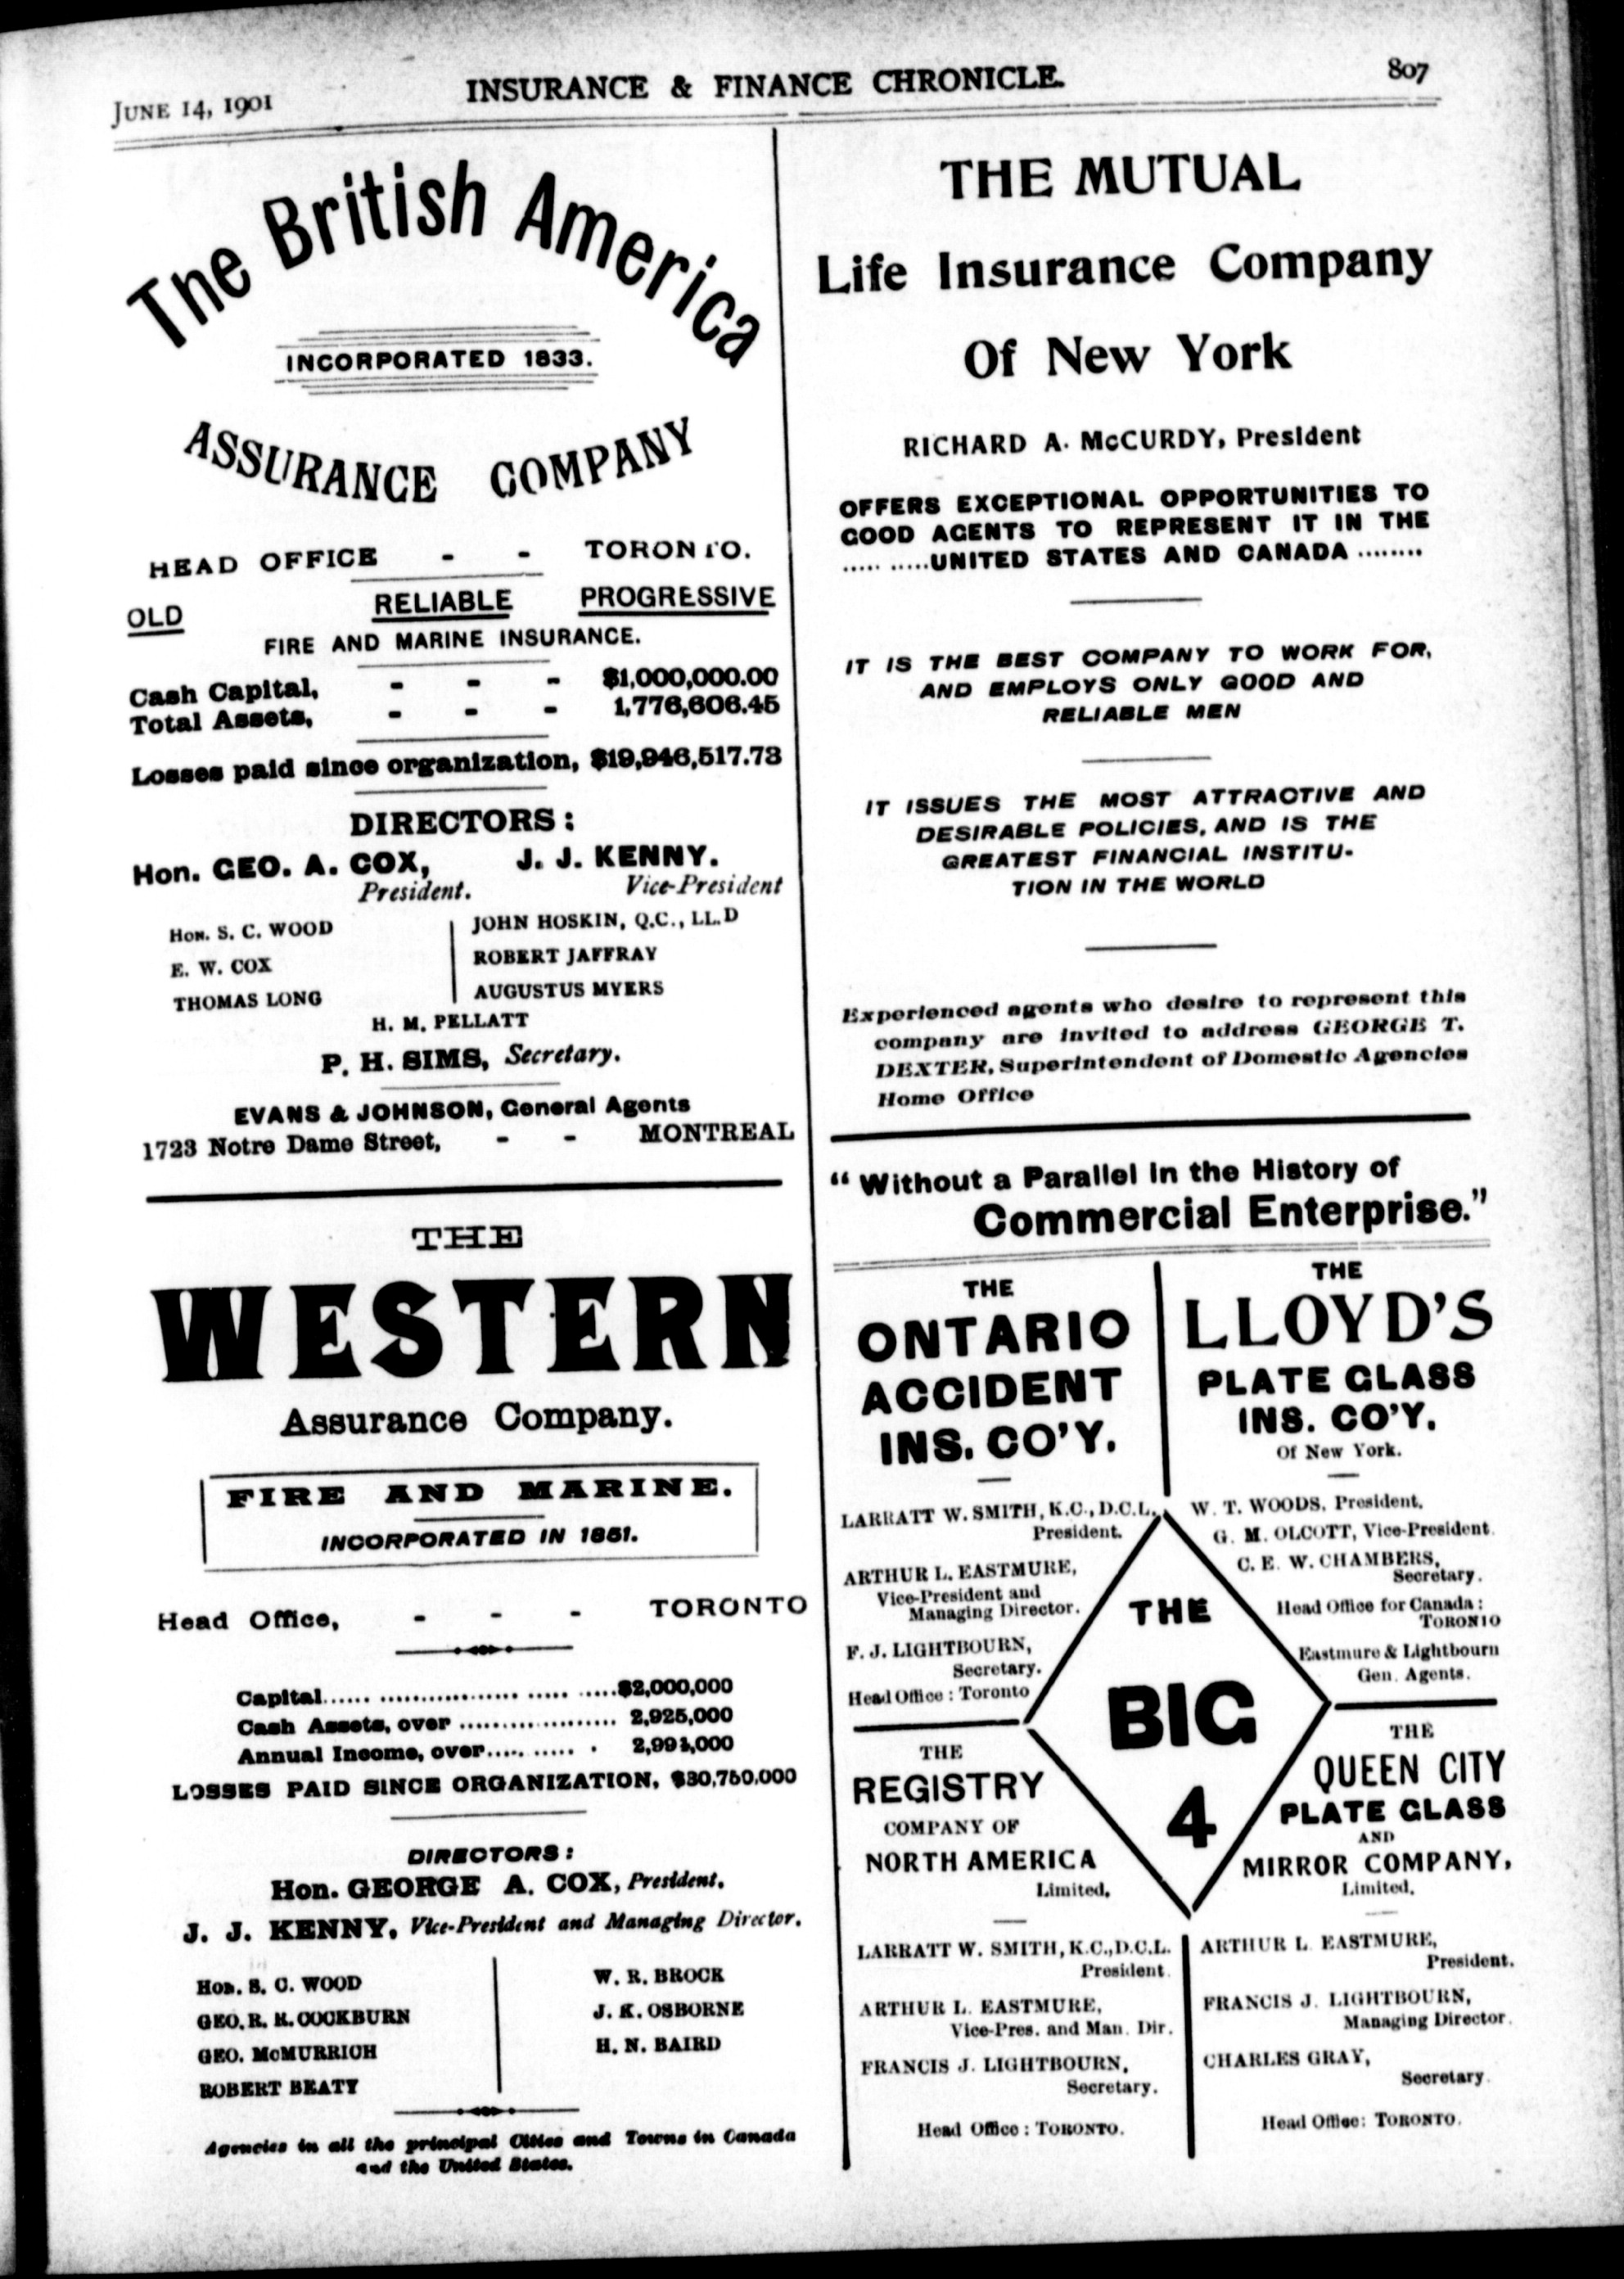 JUNE 14, 1901
INSURANCE & FINANCE CHRONICLE.
807
The British America
INCORPORATED 1833.
ASSURANCE COMPANY
HEAD OFFICE - - TORONTO.
OLD RELIABLE PROGRESSIVE
FIRE AND MARINE INSURANCE.
Cash Capital, - - - $1,000,000.00
Total Assets, - - - 1,776,606.45
Losses paid since organization, $19,946,517.73
DIRECTORS:
Hon. GEO. A. COX, J. J. KENNY.
President. Vice-President
HON. S. C. WOOD JOHN HOSKIN, Q.C., LL.D
E. W. COX ROBERT JAFFRAY
THOMAS LONG AUGUSTUS MYERS
H. M. PELLATT
P. H. SIMS, Secretary.
EVANS & JOHNSON, General Agents
1723 Notre Dame Street, - - MONTREAL
THE
WESTERN
Assurance Company.
FIRE AND MARINE.
INCORPORATED IN 1851.
Head Office, - - - TORONTO
Capital...... .................. ..... .....$2,000,000
Cash Assets, over .................... 2,925,000
Annual Income, over..... ...... . 2,994,000
LOSSES PAID SINCE ORGANIZATION, $30,750,000
DIRECTORS:
Hon. GEORGE A. COX, President.
J. J. KENNY, Vice-President and Managing Director.
Hon. S. C. WOOD W. R. BROCK
GEO. R. R. COCKBURN J. K. OSBORNE
GEO. McMURRICH H. N. BAIRD
ROBERT BEATY
Agencies in all the principal Cities and Towns in Canada
and the United States.
THE MUTUAL
Life Insurance Company
Of New York
RICHARD A. McCURDY, President
OFFERS EXCEPTIONAL OPPORTUNITIES TO
GOOD AGENTS TO REPRESENT IT IN THE
..... .....UNITED STATES AND CANADA ........
IT IS THE BEST COMPANY TO WORK FOR,
AND EMPLOYS ONLY GOOD AND
RELIABLE MEN
IT ISSUES THE MOST ATTRACTIVE AND
DESIRABLE POLICIES, AND IS THE
GREATEST FINANCIAL INSTITU-
TION IN THE WORLD
Experienced agents who desire to represent this
company are invited to address GEORGE T.
DEXTER, Superintendent of Domestic Agencies
Home Office
"Without a Parallel in the History of
Commercial Enterprise."
THE
ONTARIO
ACCIDENT
INS. CO'Y.
LARRATT W. SMITH, K.C., D.C.L.,
President.
ARTHUR L. EASTMURE,
Vice-President and
Managing Director.
F. J. LIGHTBOURN,
Secretary.
Head Office : Toronto
THE
LLOYD'S
PLATE GLASS
INS. CO'Y.
Of New York.
W. T. WOODS, President.
G. M. OLCOTT, Vice-President.
C. E. W. CHAMBERS,
Secretary.
Head Office for Canada :
TORONTO
Eastmure & Lightbourn
Gen. Agents.
THE
BIG
4
THE
REGISTRY
COMPANY OF
NORTH AMERICA
Limited.
LARRATT W. SMITH, K.C., D.C.L.
President.
ARTHUR L. EASTMURE,
Vice-Pres. and Man. Dir.
FRANCIS J. LIGHTBOURN,
Secretary.
Head Office : TORONTO.
THE
QUEEN CITY
PLATE GLASS
AND
MIRROR COMPANY,
Limited.
ARTHUR L. EASTMURE,
President.
FRANCIS J. LIGHTBOURN,
Managing Director.
CHARLES GRAY,
Secretary.
Head Office: TORONTO.